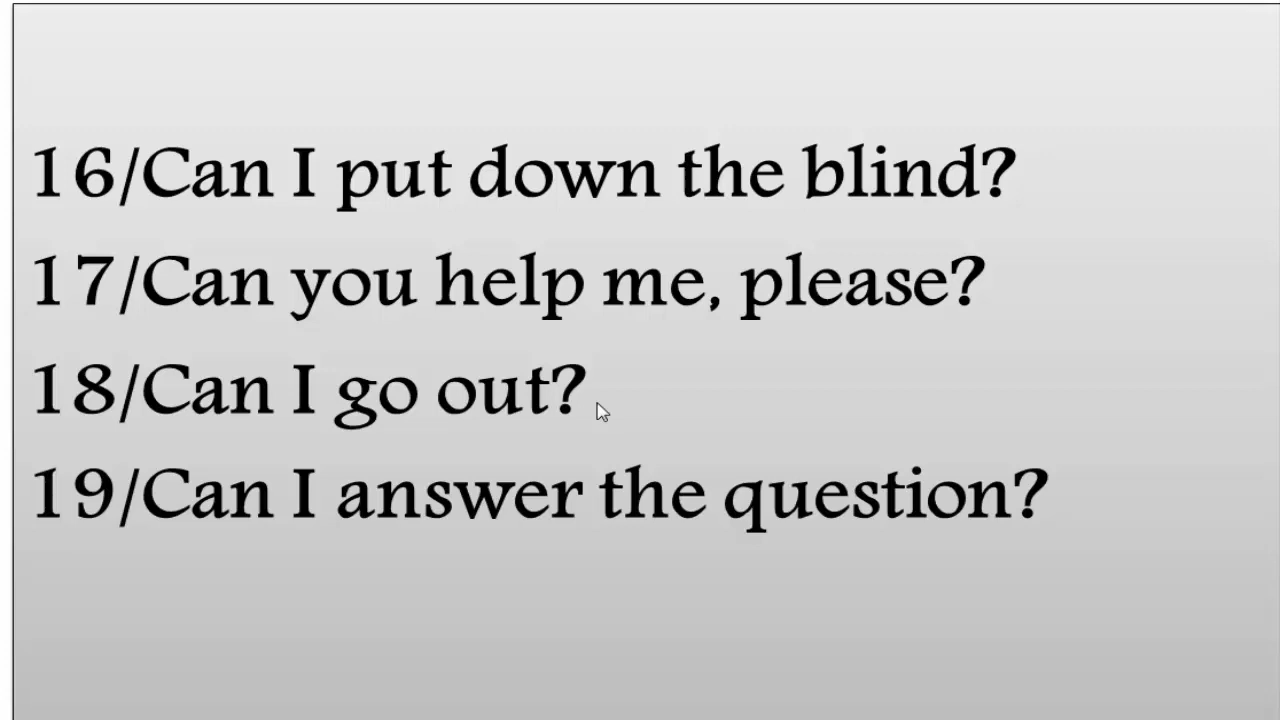 16/Can I put down the blind?
17/Can you help me, please?
18/Can I go out?
19/Can I answer the question?